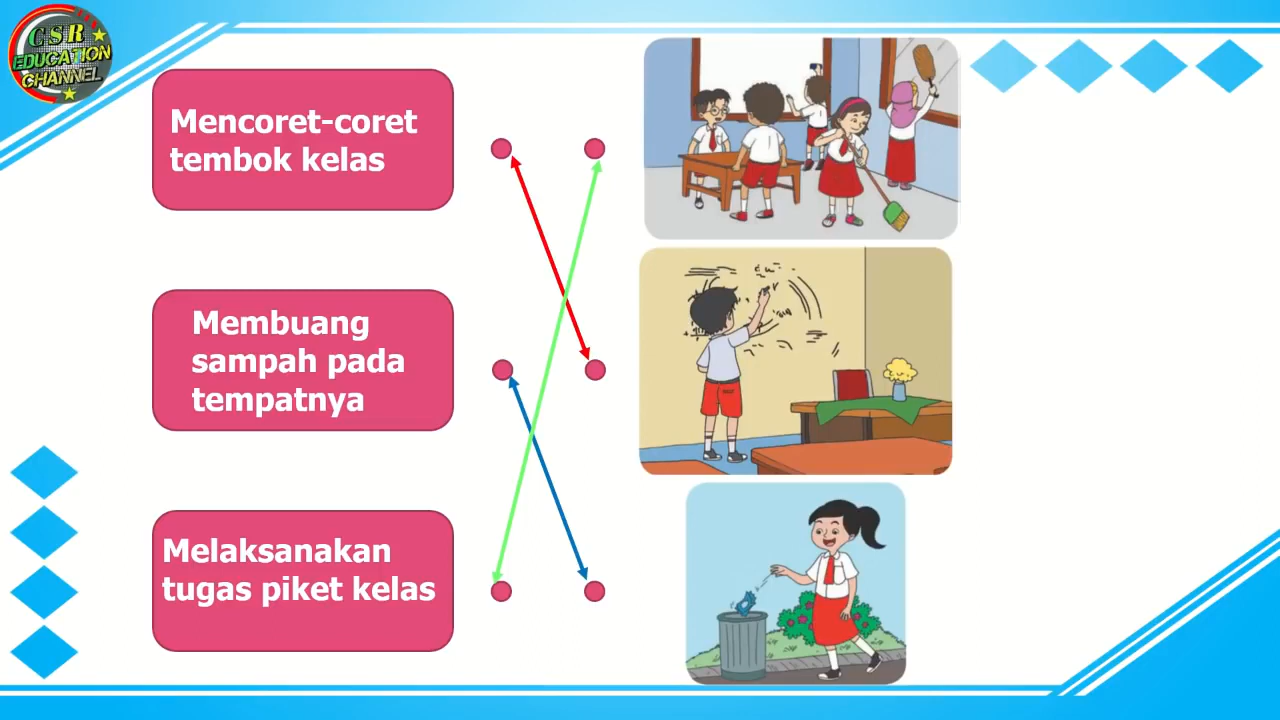 CSR
EDUCATION
CHANNEL
Mencoret-coret
tembok kelas
Membuang
sampah pada
tempatnya
Melaksanakan
tugas piket kelas